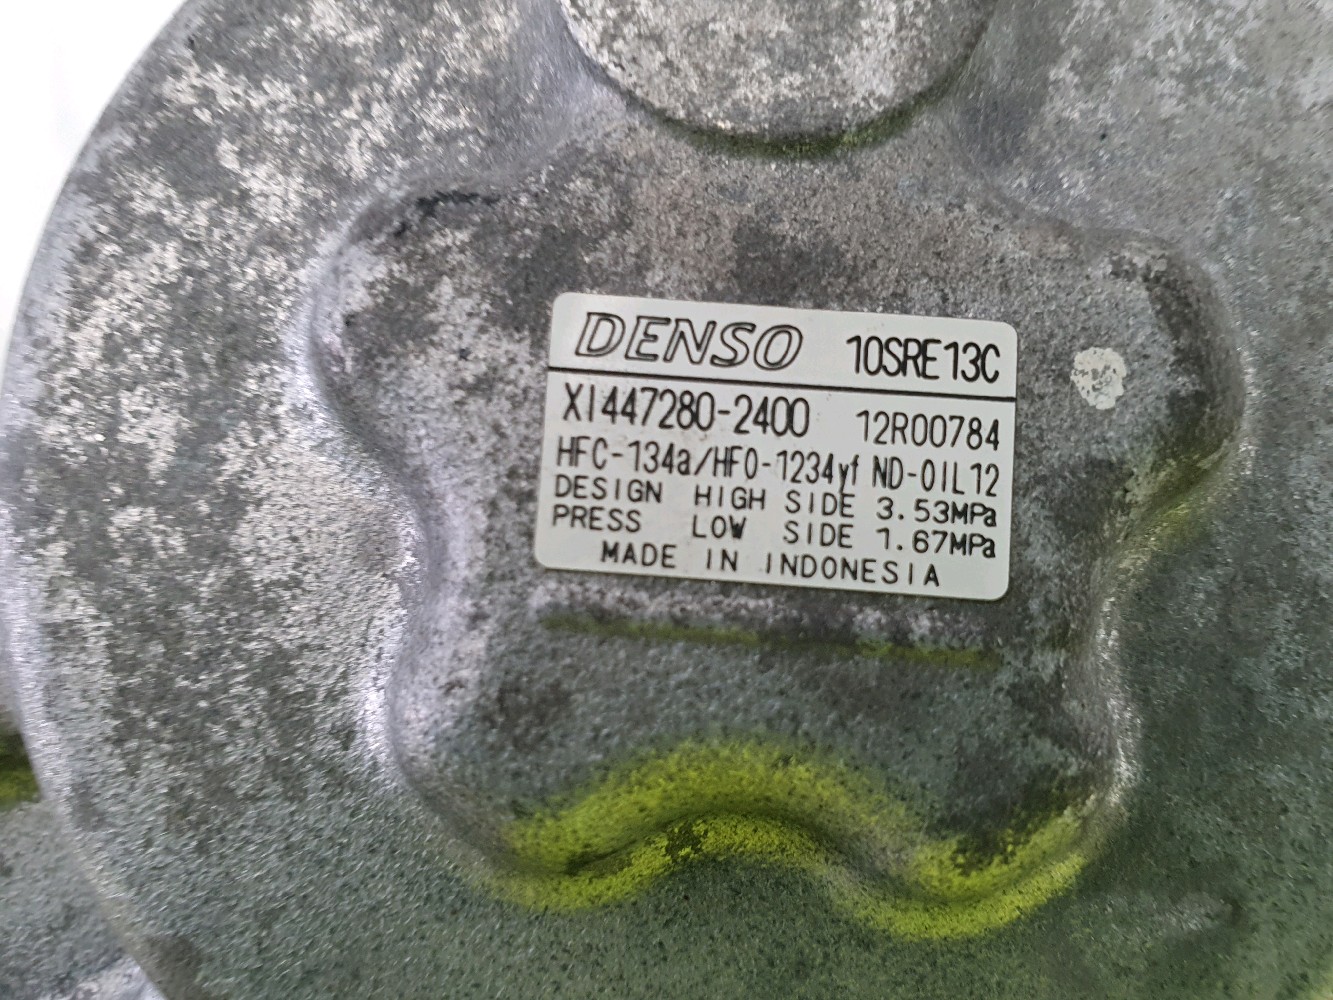 DENSO 10SRE13C
XI447280-2400 12R00784
HFC-134a/HFO-1234yf ND-OIL12
DESIGN HIGH SIDE 3.53MPa
PRESS LOW SIDE 1.67MPa
MADE IN INDONESIA